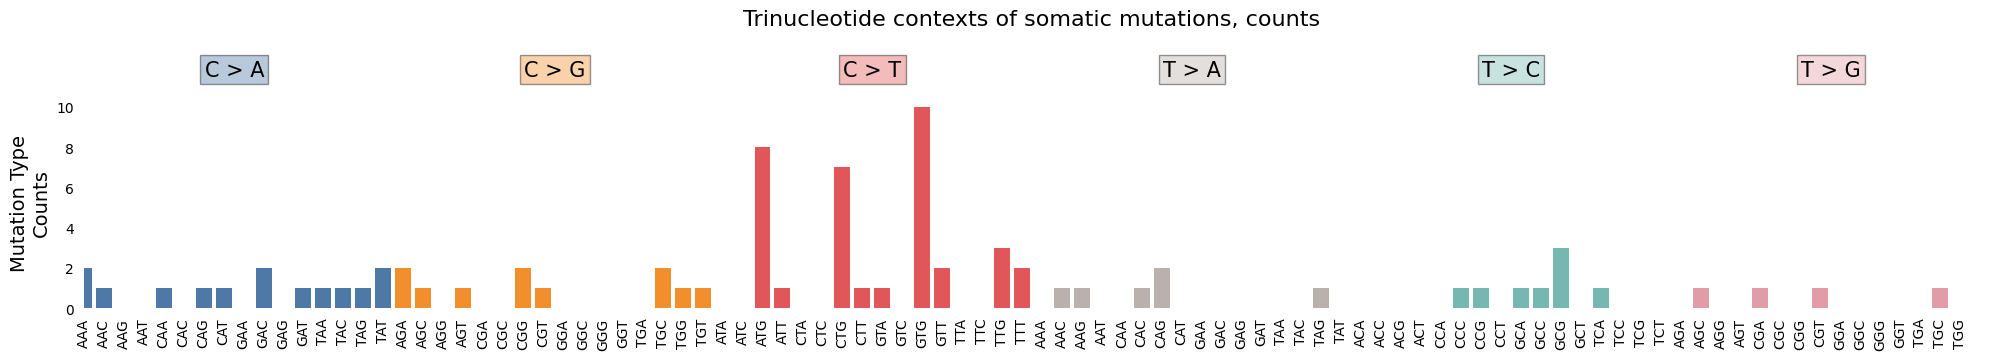 Trinucleotide contexts of somatic mutations, counts
C > A C > G C > T T > A T > C T > G
Mutation Type
Counts
10
8
6
4
2
0
AAA AAC AAG AAT CAA CAC CAG CAT GAA GAC GAG GAT TAA TAC TAG TAT AGA AGC AGG AGT CGA CGC CGG CGT GGA GGC GGG GGT TGA TGC TGG TGT ATA ATC ATG ATT CTA CTC CTG CTT GTA GTC GTG GTT TTA TTC TTG TTT AAA AAC AAG AAT CAA CAC CAG CAT GAA GAC GAG GAT TAA TAC TAG TAT ACA ACC ACG ACT CCA CCC CCG CCT GCA GCC GCG GCT TCA TCC TCG TCT AGA AGC AGG AGT CGA CGC CGG CGT GGA GGC GGG GGT TGA TGC TGG